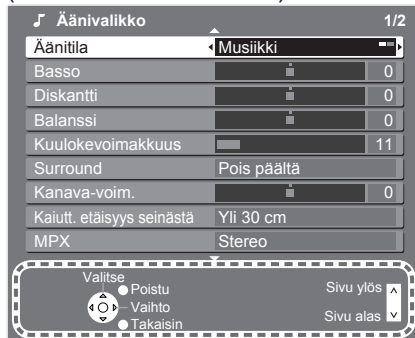 Äänivalikko 1/2
Äänitila Musiikki
Basso 0
Diskantti 0
Balanssi 0
Kuulokevoimakkuus 11
Surround Pois päältä
Kanava-voim. 0
Kaiutt. etäisyys seinästä Yli 30 cm
MPX Stereo
Valitse
Poistu
Vaihto
Takaisin
Sivu ylös
Sivu alas